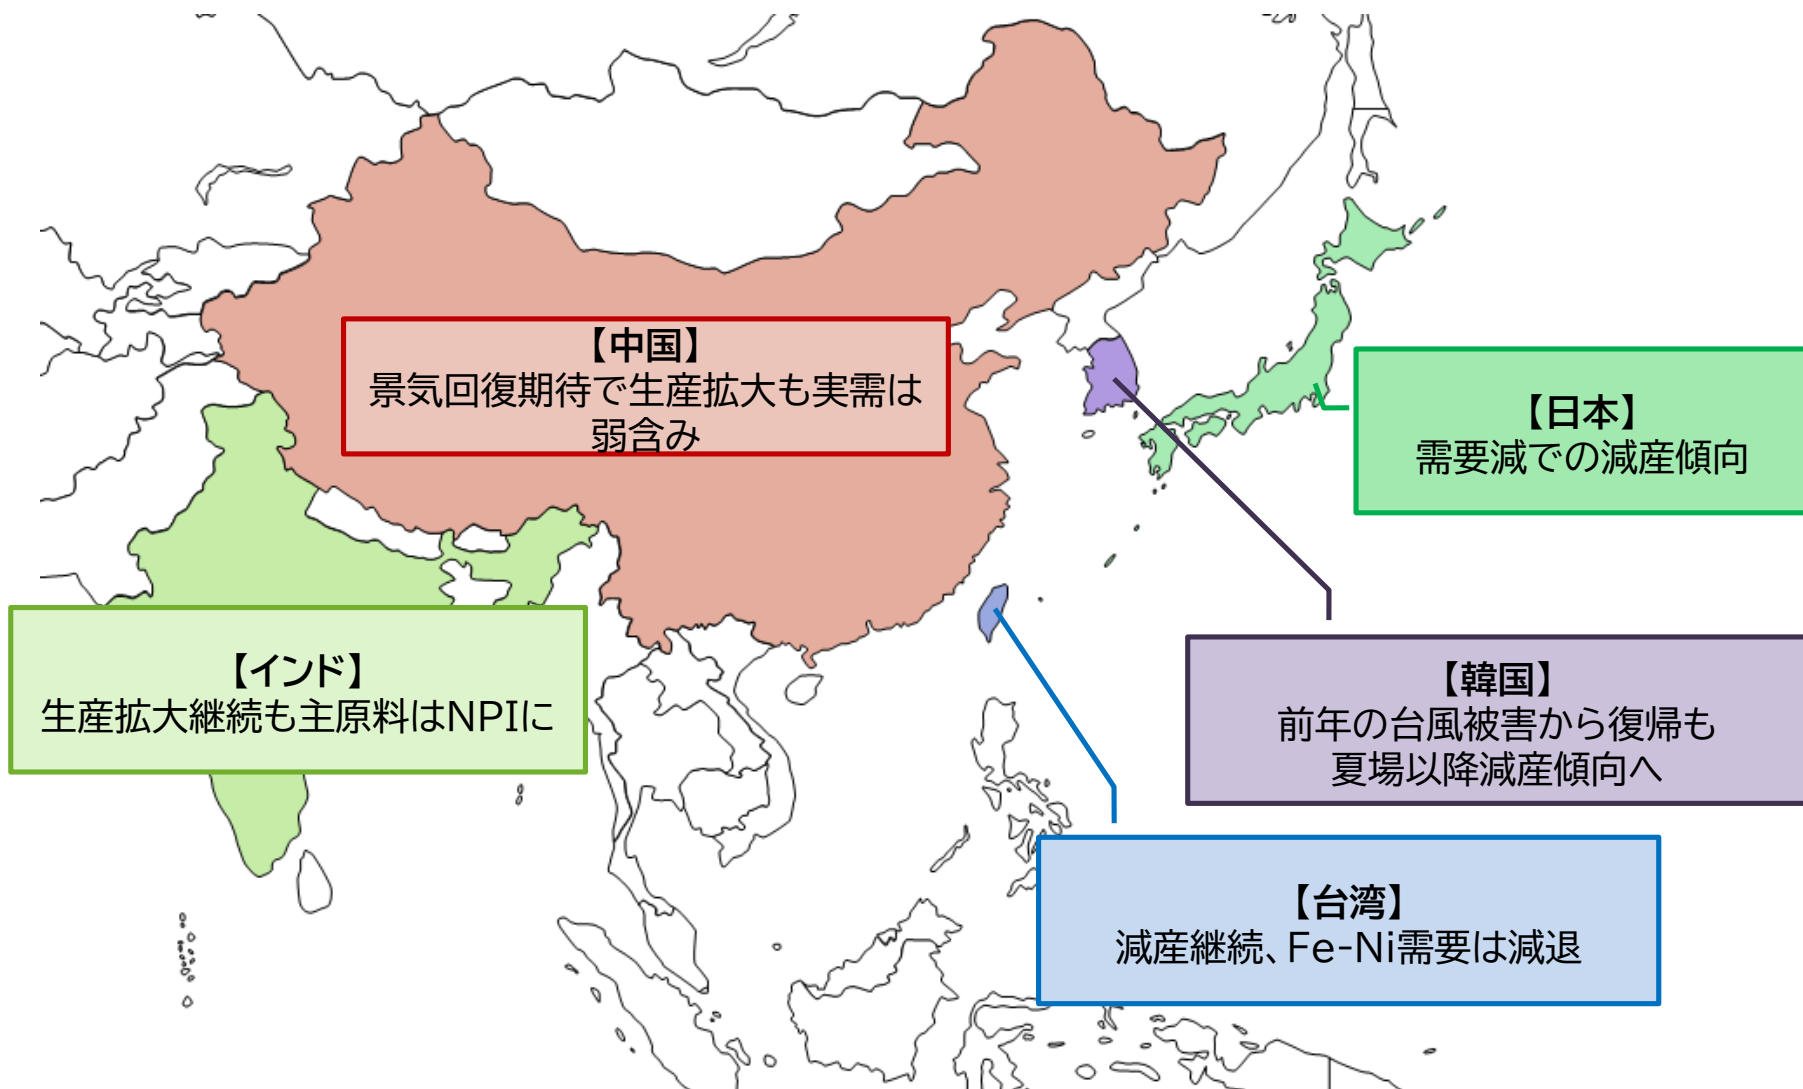 【中国】
景気回復期待で生産拡大も実需は
弱含み
【日本】
需要減での減産傾向
【インド】
生産拡大継続も主原料はNPIに
【韓国】
前年の台風被害から復帰も
夏場以降減産傾向へ
【台湾】
減産継続、Fe-Ni需要は減退